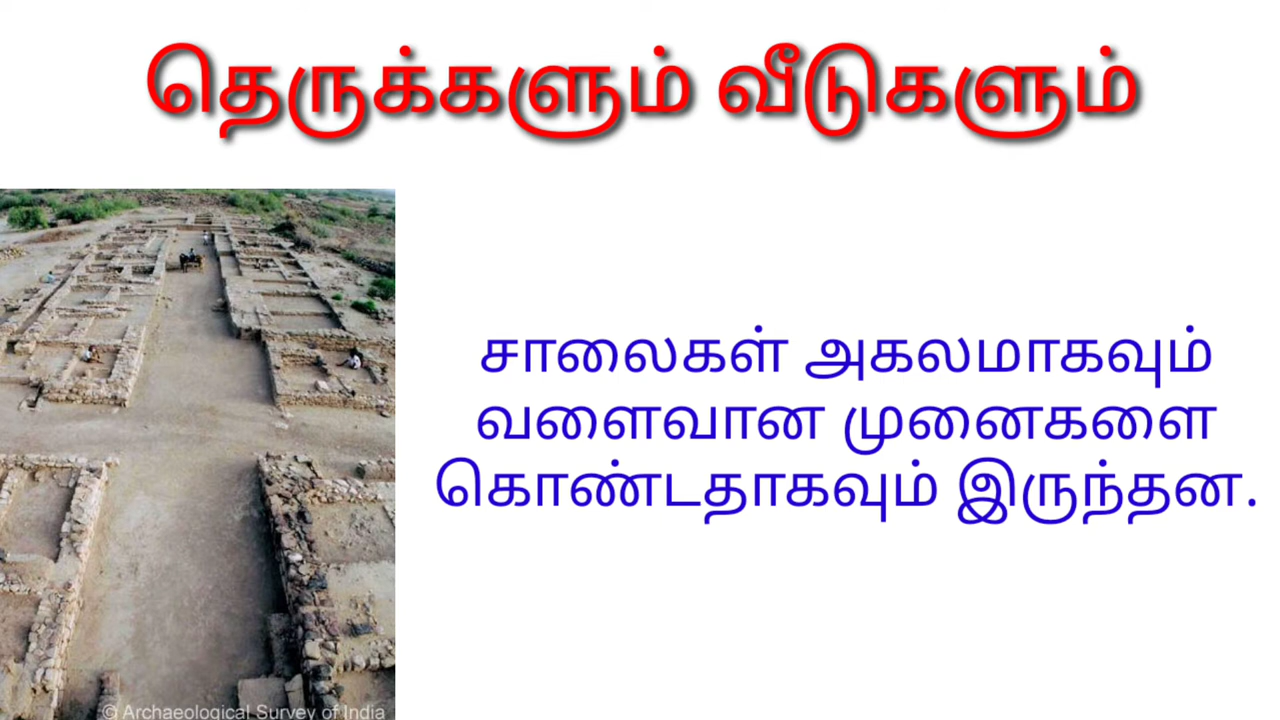 தெருக்களும் வீடுகளும்
சாலைகள் அகலமாகவும்
வளைவான முனைகளை
கொண்டதாகவும் இருந்தன.
© Archaeological Survey of India